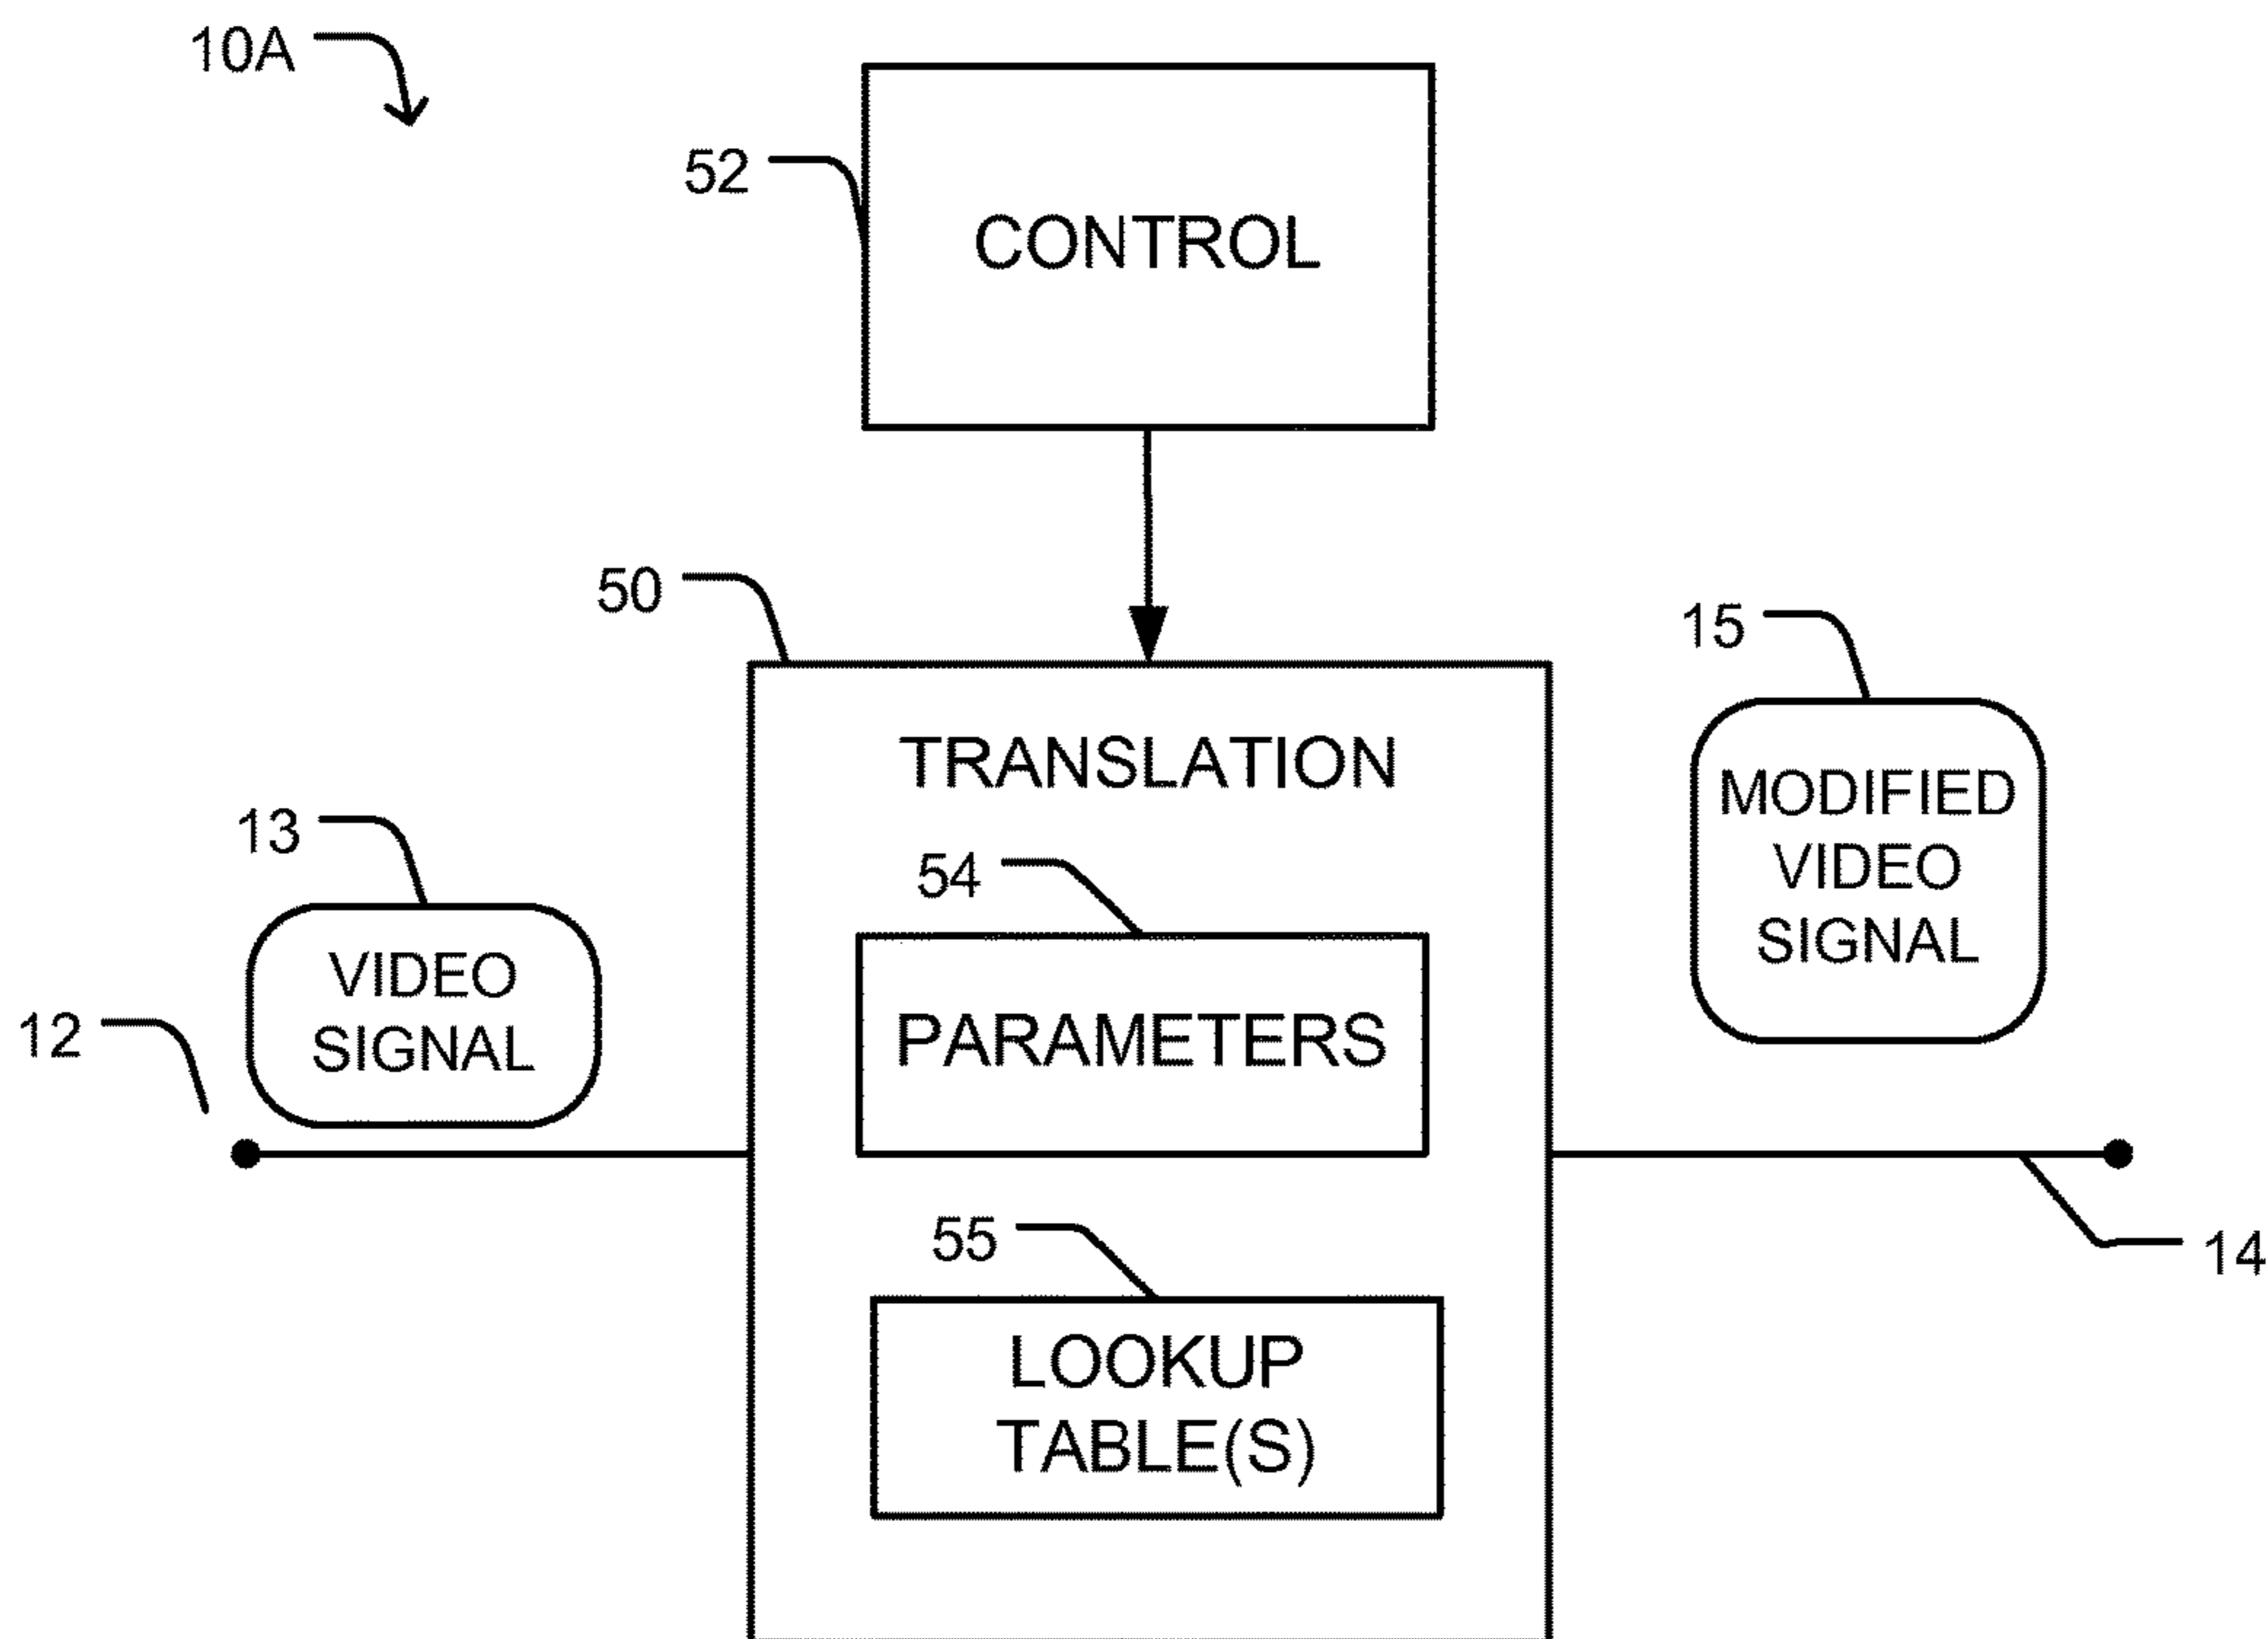 10A
52
CONTROL
50
15
TRANSLATION
MODIFIED
VIDEO
SIGNAL
13
54
VIDEO
SIGNAL
12
PARAMETERS
55
14
LOOKUP
TABLE(S)